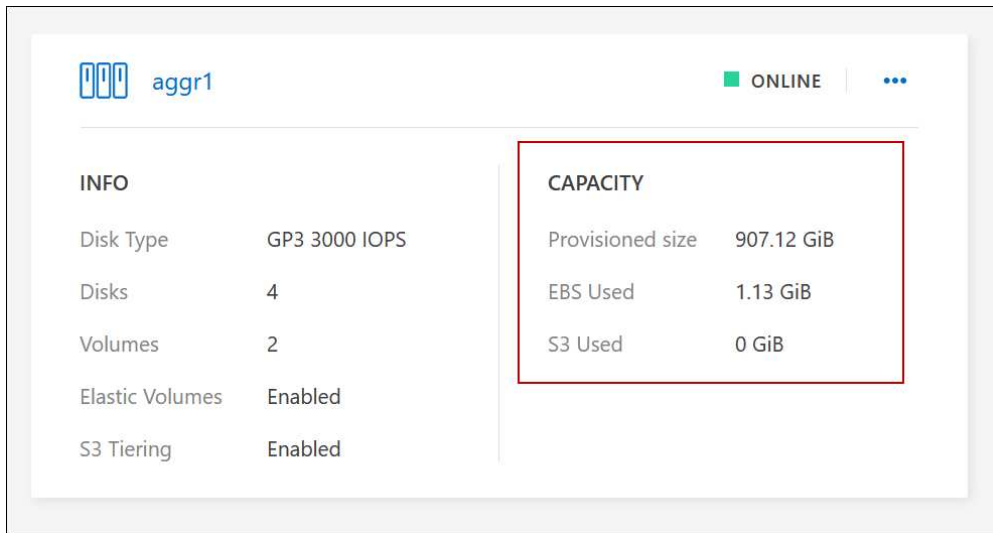 aggr1
ONLINE
INFO
Disk Type GP3 3000 IOPS
Disks 4
Volumes 2
Elastic Volumes Enabled
S3 Tiering Enabled
CAPACITY
Provisioned size 907.12 GiB
EBS Used 1.13 GiB
S3 Used 0 GiB